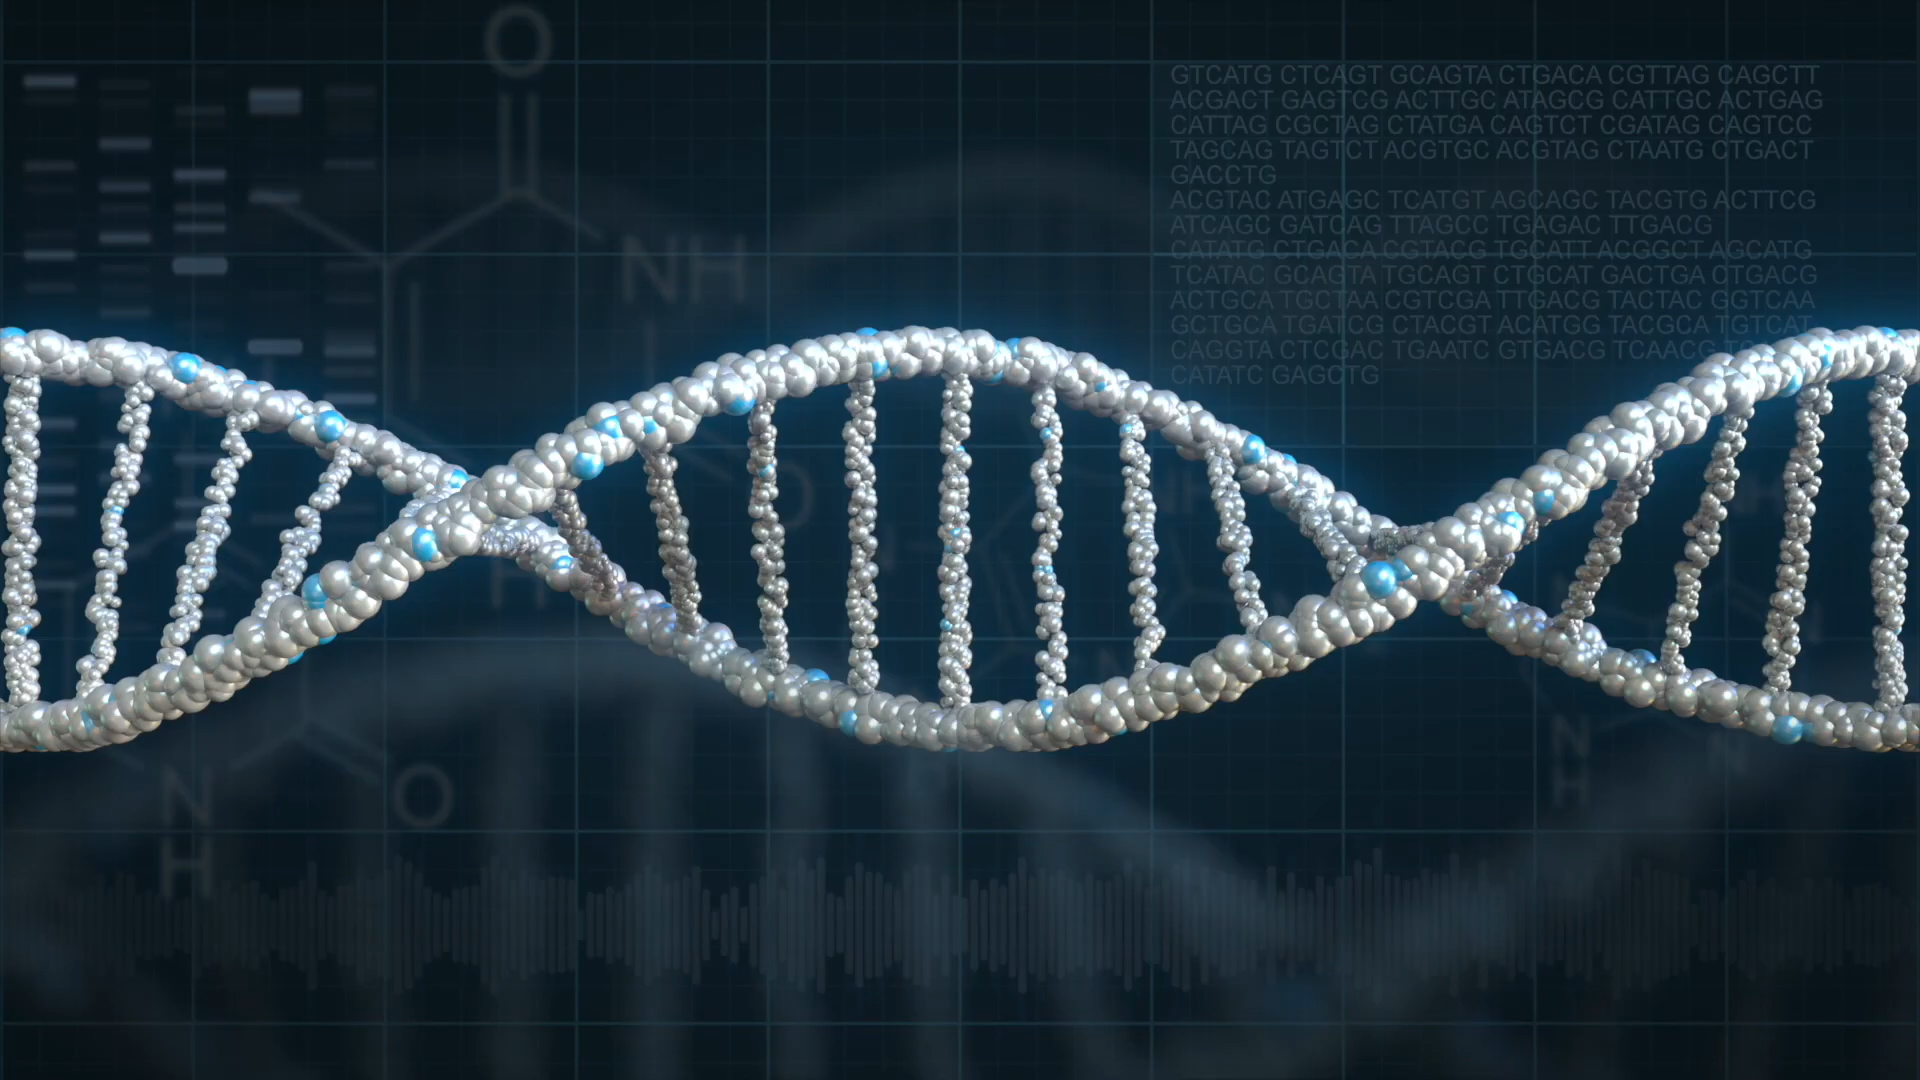 O
GTCATG CTCAGT GCAGTA CTGACA CGTTAG CAGCTT
ACGACT GAGTCG ACTTGC ATAGCG CATTGC ACTGAG
CATTAG CGCTAG CTATGA CAGTCT CGATAG CAGTCC
TAGCAG TAGTCT ACGTGC ACGTAG CTAATG CTGACT
GACCTG
ACGTAC ATGAGC TCATGT AGCAGC TACGTG ACTTCG
ATCAGC GATCAG TTAGCC TGAGAC TTGACG
NH
CATATG CTGACA CGTACG TGCATT ACGGCT AGCATG
TCATAC GCAGTA TGCAGT CTGCAT GACTGA CTGACG
ACTGCA TGCTAA CGTCGA TTGACG TACTAC GGTCAA
GCTGCA TGATCG CTACGT ACATGG TACGCA TGTCAT
CAGGTA CTCGAC TGAATC GTGACG TCAACG
CATATC GAGCTG
O
NH
N
H
N
H
N
O
H